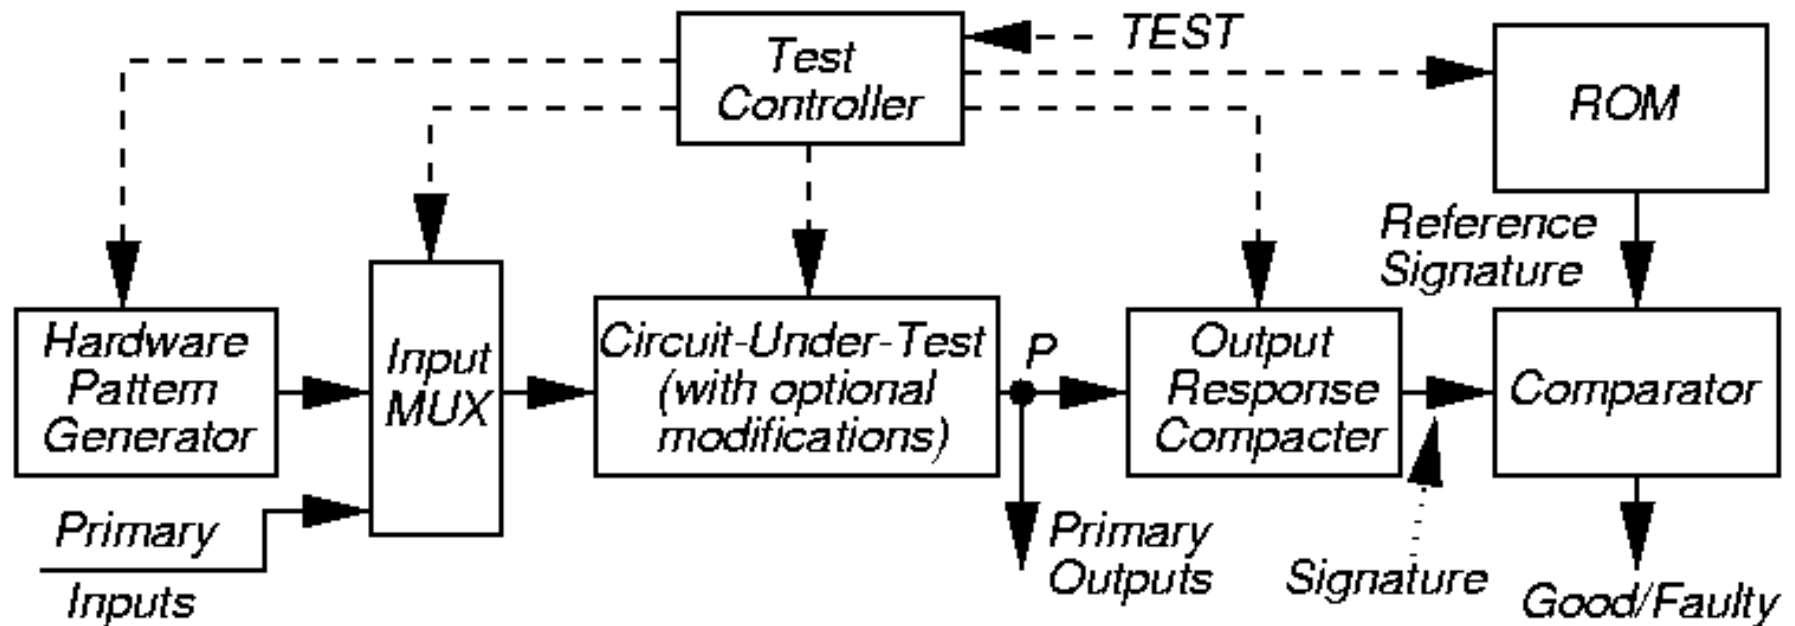 TEST
Test
Controller
ROM
Reference
Signature
Hardware
Pattern
Generator
Input
MUX
Circuit-Under-Test
(with optional
modifications)
P
Output
Response
Compacter
Comparator
Primary
Inputs
Primary
Outputs
Signature
Good/Faulty